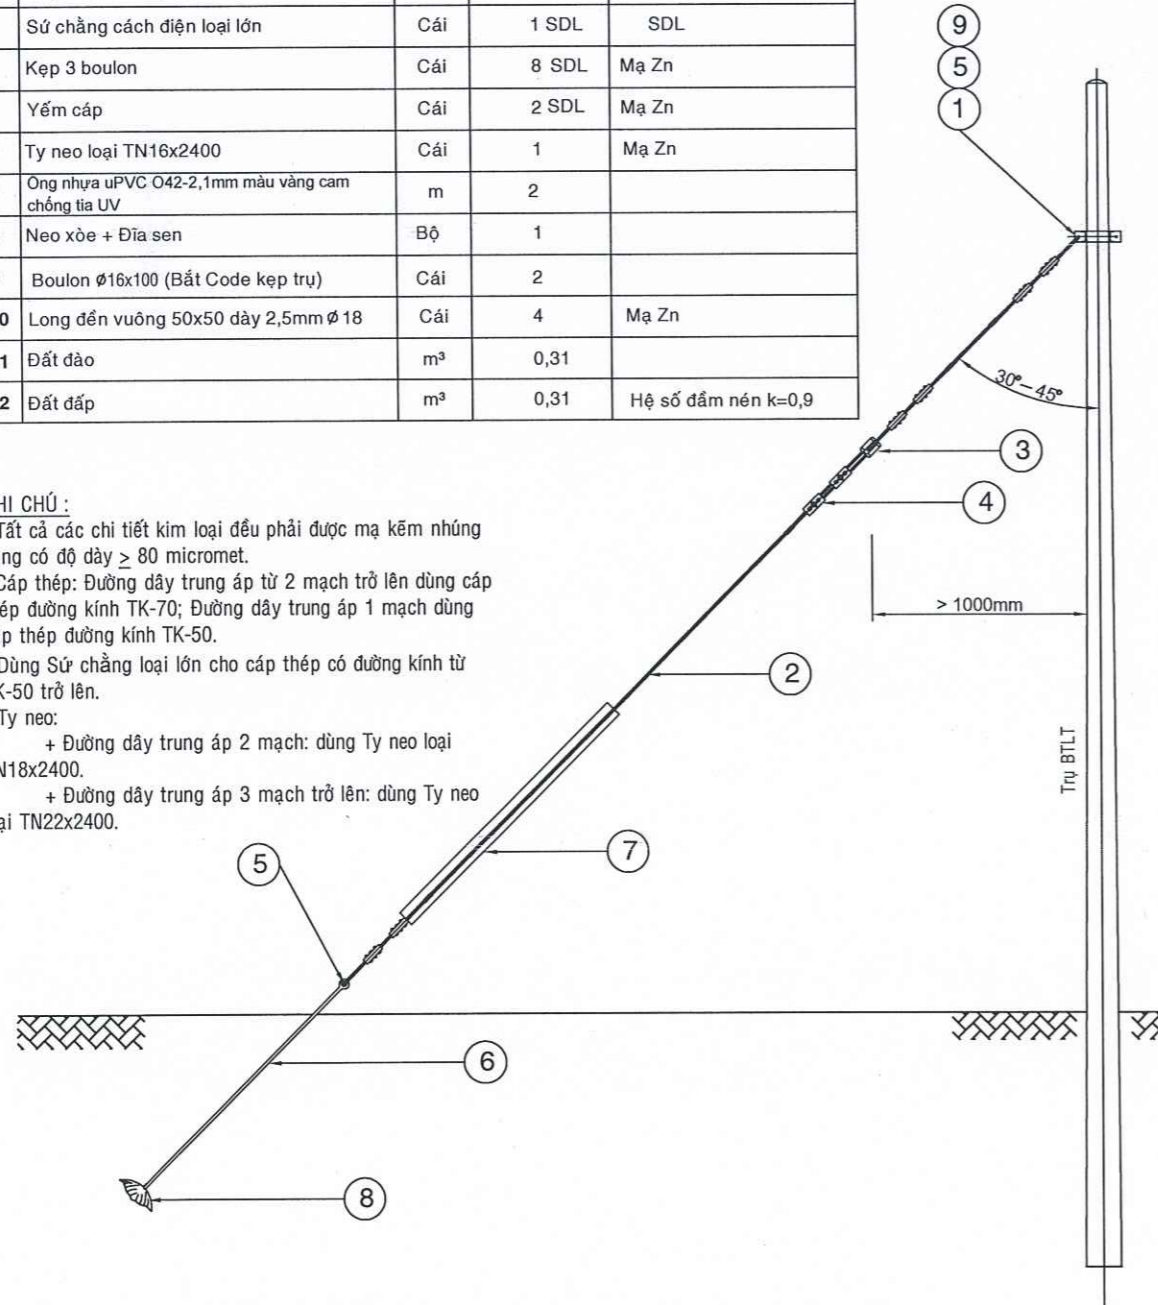 Sứ chằng cách điện loại lớn Cái 1 SDL SDL
Kẹp 3 boulon Cái 8 SDL Mạ Zn
Yếm cáp Cái 2 SDL Mạ Zn
Ty neo loại TN16x2400 Cái 1 Mạ Zn
Ong nhựa uPVC O42-2,1mm màu vàng cam
chống tia UV m 2
Neo xòe + Đĩa sen Bộ 1
Boulon Ø16x100 (Bắt Code kẹp trụ) Cái 2
0 Long đền vuông 50x50 dày 2,5mm Ø 18 Cái 4 Mạ Zn
1 Đất đào m³ 0,31
2 Đất đấp m³ 0,31 Hệ số đầm nén k=0,9
HI CHÚ :
Tất cả các chi tiết kim loại đều phải được mạ kẽm nhúng
ng có độ dày ≥ 80 micromet.
Cáp thép: Đường dây trung áp từ 2 mạch trở lên dùng cáp
ép đường kính TK-70; Đường dây trung áp 1 mạch dùng
p thép đường kính TK-50.
Dùng Sứ chằng loại lớn cho cáp thép có đường kính từ
K-50 trở lên.
Ty neo:
+ Đường dây trung áp 2 mạch: dùng Ty neo loại
N18x2400.
+ Đường dây trung áp 3 mạch trở lên: dùng Ty neo
ại TN22x2400.
9
5
1
30°-45°
3
4
> 1000mm
2
Trụ BTLT
7
5
6
8